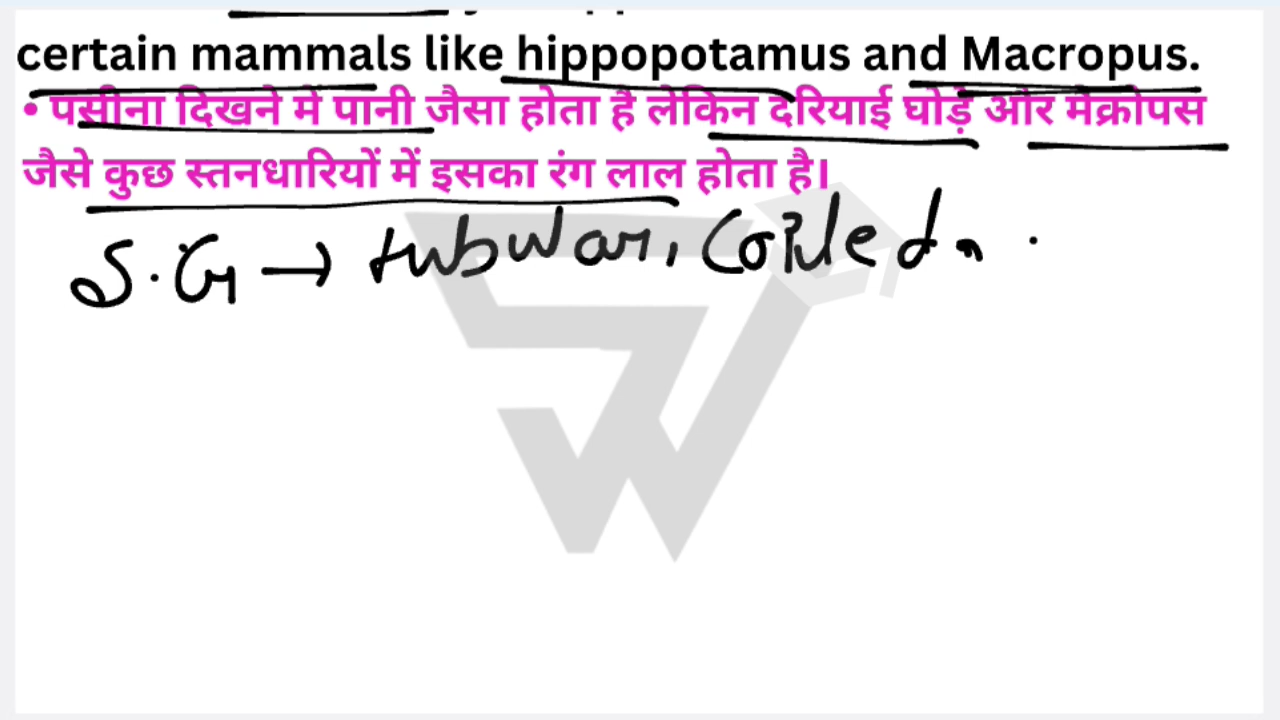 certain mammals like hippopotamus and Macropus.
• पसीना दिखने में पानी जैसा होता है लेकिन दरियाई घोड़े और मैक्रोपस
जैसे कुछ स्तनधारियों में इसका रंग लाल होता है।
S.G → tubular, Coiled